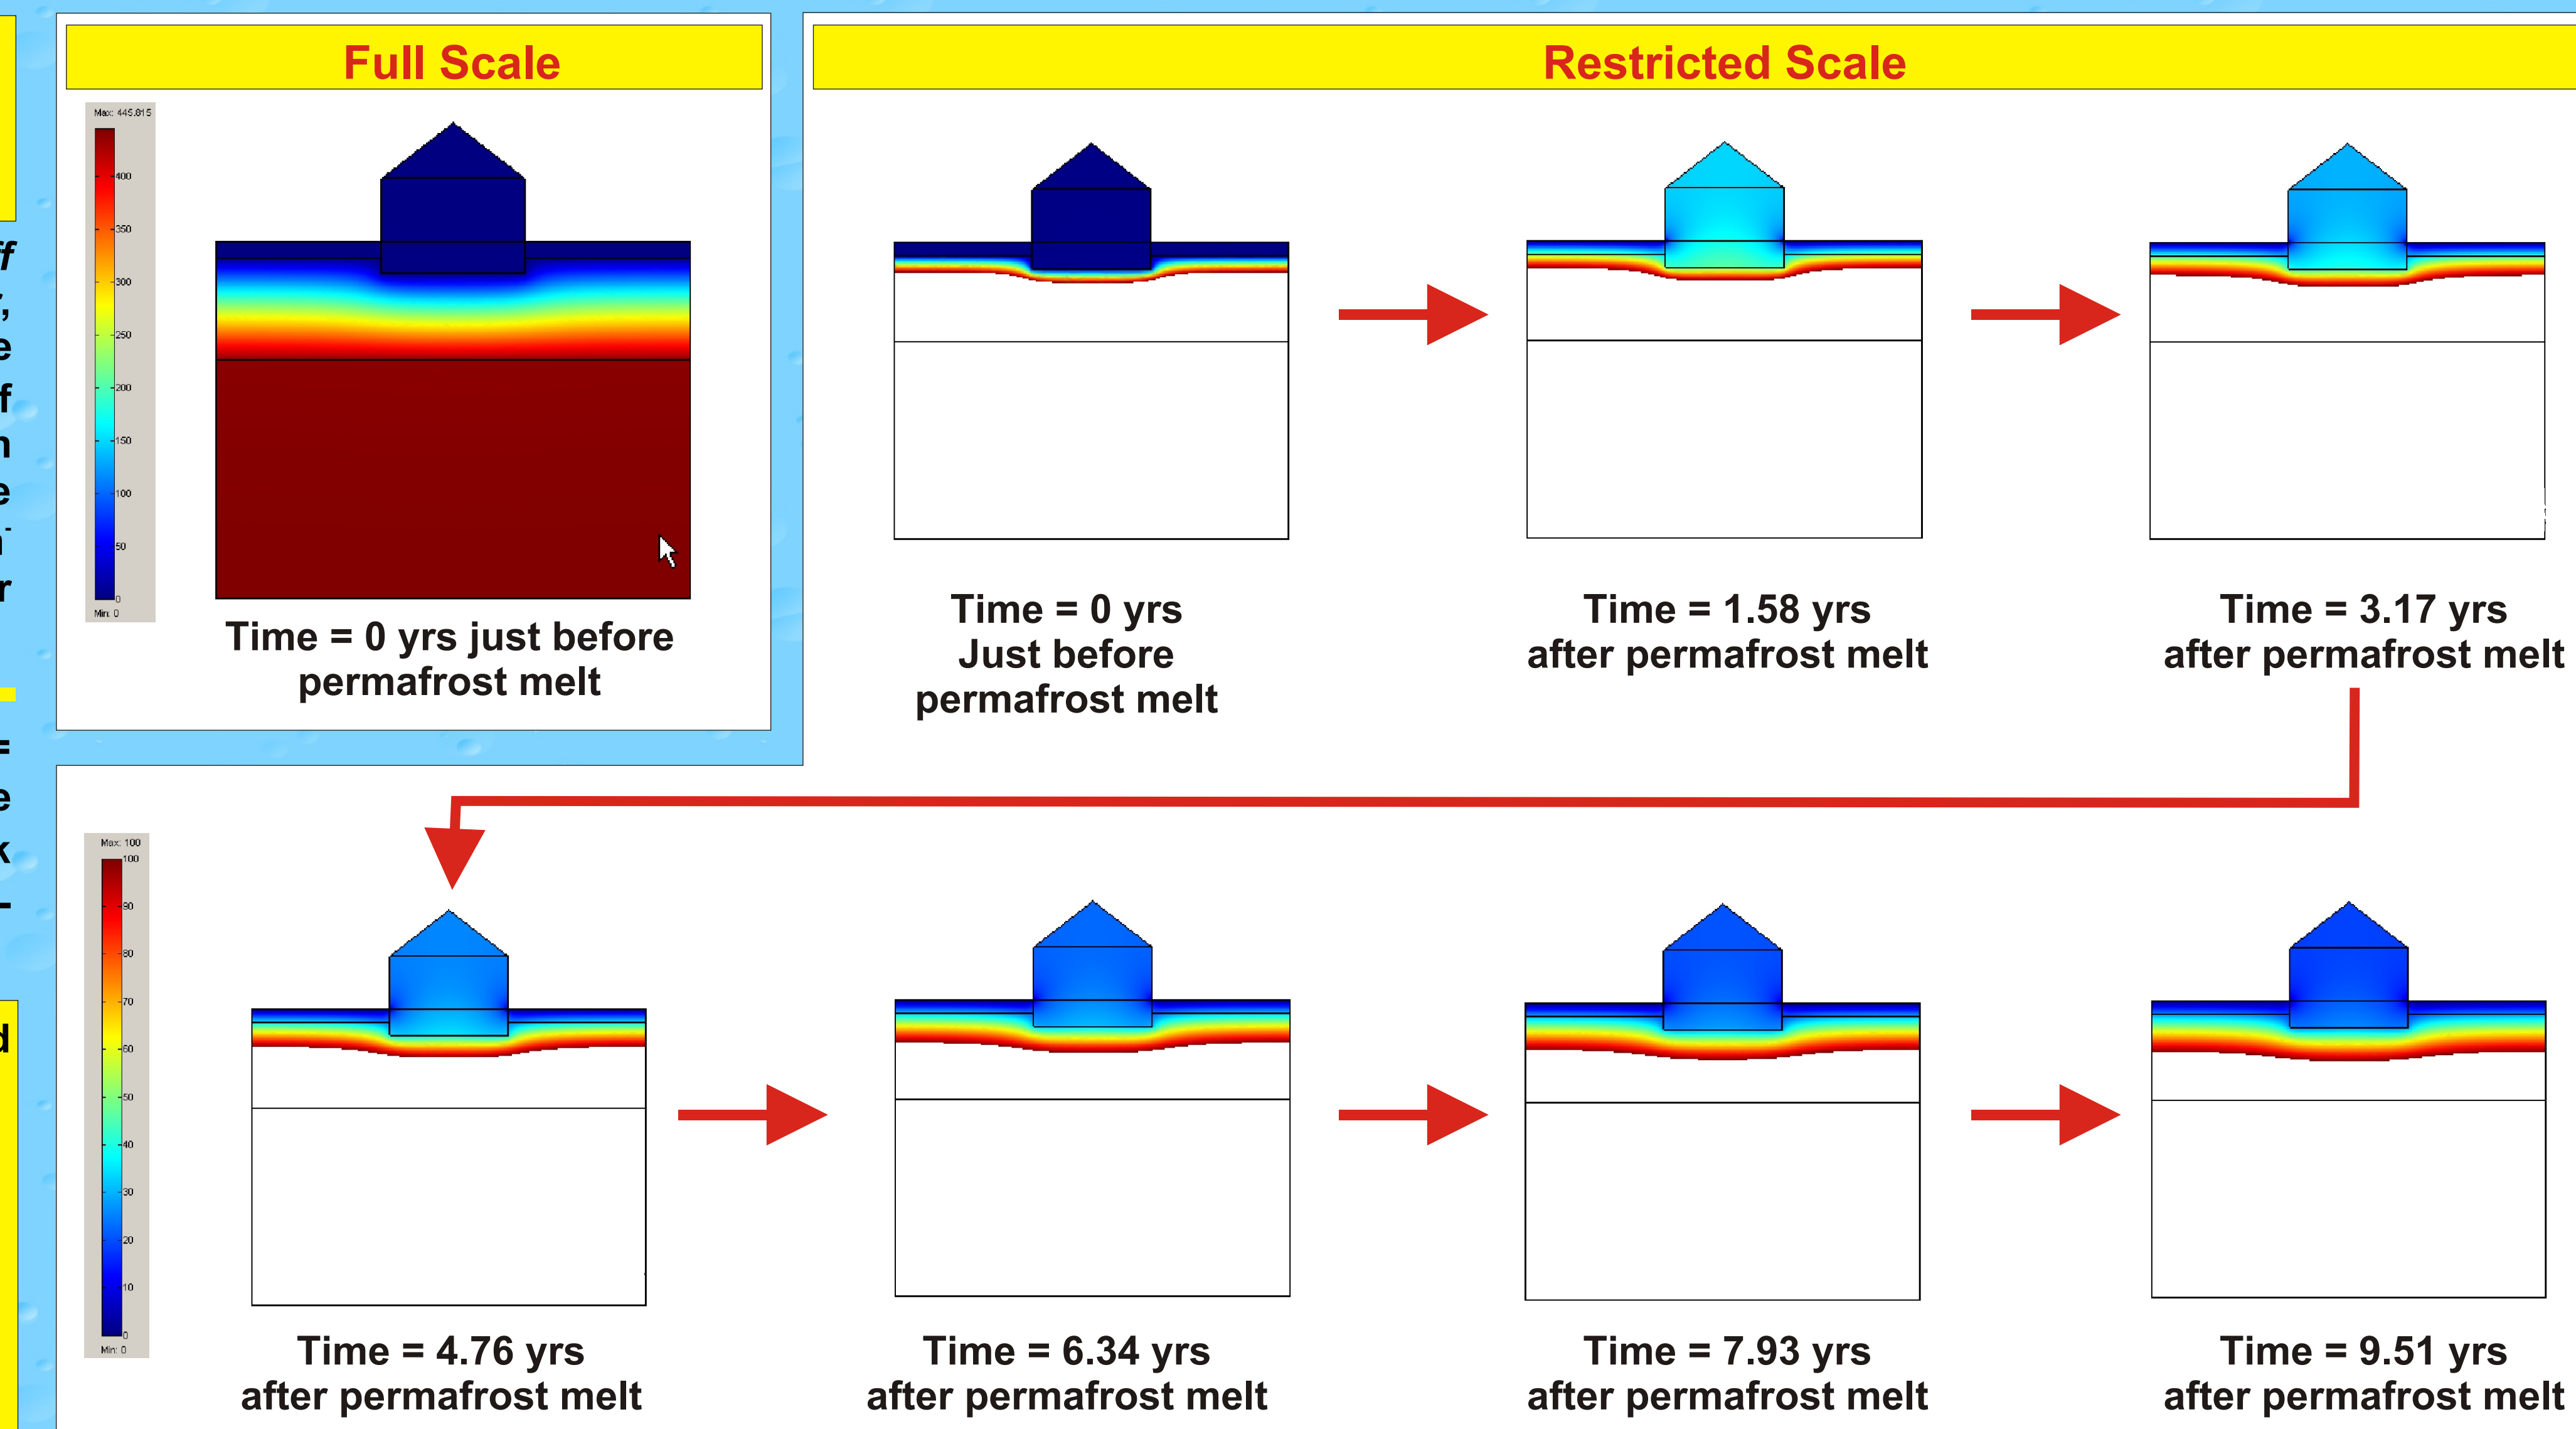 Full Scale
Max: 445.815
400
350
300
250
200
150
100
50
0
Min: 0
Time = 0 yrs just before
permafrost melt
Restricted Scale
Time = 0 yrs
Just before
permafrost melt
Time = 1.58 yrs
after permafrost melt
Time = 3.17 yrs
after permafrost melt
Max: 100
100
90
80
70
60
50
40
30
20
10
0
Min: 0
Time = 4.76 yrs
after permafrost melt
Time = 6.34 yrs
after permafrost melt
Time = 7.93 yrs
after permafrost melt
Time = 9.51 yrs
after permafrost melt